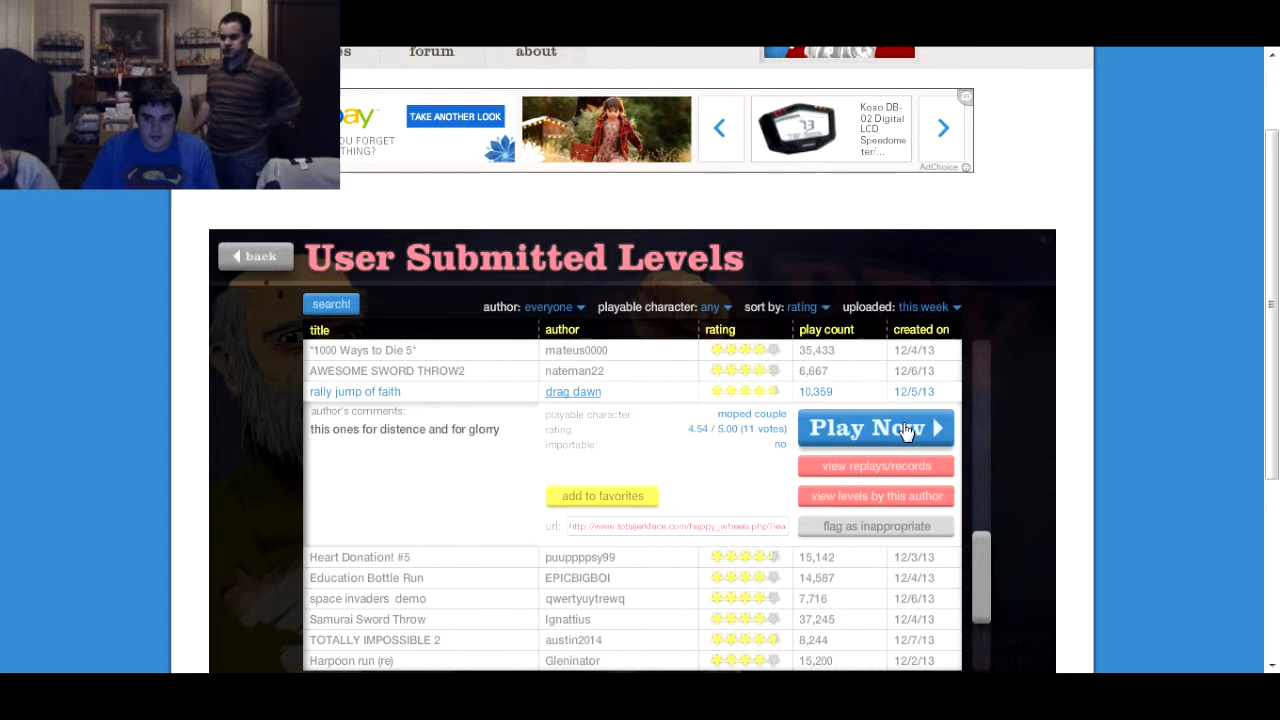 forum
about
TAKE ANOTHER LOOK
Koso DB-
02 Digital
LCD
Speedome
ter/...
AdChoice
back
User Submitted Levels
search!
author: everyone
playable character: any
sort by: rating
uploaded: this week
title author rating play count created on
*1000 Ways to Die 5* mateus0000 35,433 12/4/13
AWESOME SWORD THROW2 nateman22 6,667 12/6/13
rally jump of faith drag dawn 10,359 12/5/13
author's comments:
this ones for distence and for glorry
playable character: moped couple
rating: 4.54 / 5.00 (11 votes)
importable: no
add to favorites
url: http://www.totaljerkface.com/happy_wheels.php?lev
Play Now
view replays/records
view levels by this author
flag as inappropriate
Heart Donation! #5 puuppppsy99 15,142 12/3/13
Education Bottle Run EPICBIGBOI 14,587 12/4/13
space invaders demo qwertyuytrewq 7,716 12/6/13
Samurai Sword Throw Ignattius 37,245 12/4/13
TOTALLY IMPOSSIBLE 2 austin2014 8,244 12/7/13
Harpoon run (re) Gleninator 15,200 12/2/13